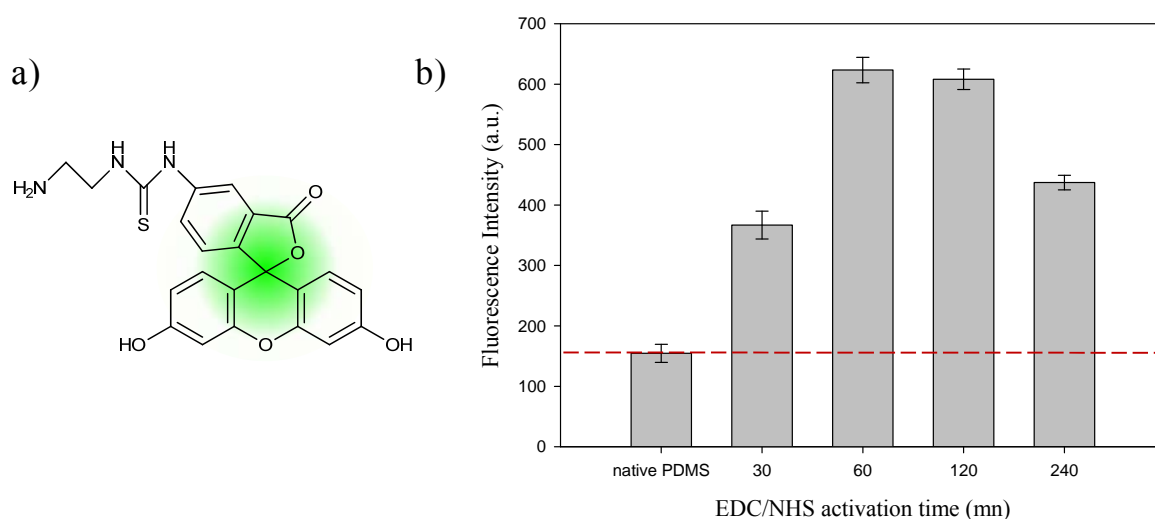 a)
H
N
H
N
H₂N
S
O
O
HO
O
OH
b)
Fluorescence Intensity (a.u.)
700
600
500
400
300
200
100
0
native PDMS 30 60 120 240
EDC/NHS activation time (mn)